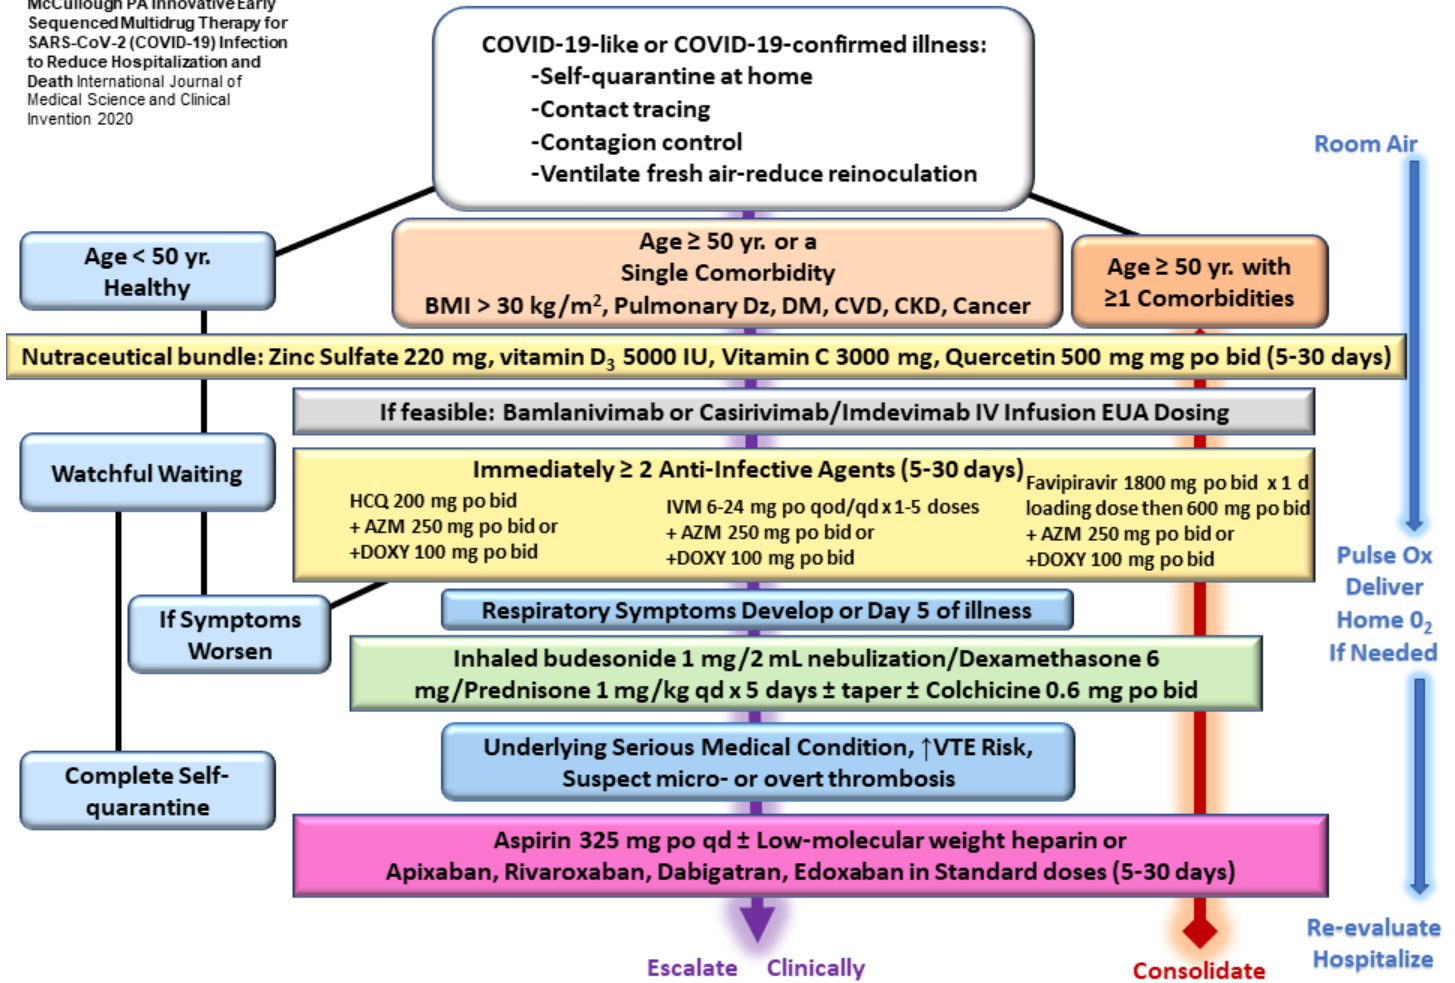 McCullough PA Innovative Early
Sequenced Multidrug Therapy for
SARS-CoV-2 (COVID-19) Infection
to Reduce Hospitalization and
Death International Journal of
Medical Science and Clinical
Invention 2020
COVID-19-like or COVID-19-confirmed illness:
-Self-quarantine at home
-Contact tracing
-Contagion control
-Ventilate fresh air-reduce reinoculation
Room Air
Age < 50 yr.
Healthy
Age ≥ 50 yr. or a
Single Comorbidity
BMI > 30 kg/m², Pulmonary Dz, DM, CVD, CKD, Cancer
Age ≥ 50 yr. with
≥1 Comorbidities
Nutraceutical bundle: Zinc Sulfate 220 mg, vitamin D₃ 5000 IU, Vitamin C 3000 mg, Quercetin 500 mg mg po bid (5-30 days)
If feasible: Bamlanivimab or Casirivimab/Imdevimab IV Infusion EUA Dosing
Watchful Waiting
Immediately ≥ 2 Anti-Infective Agents (5-30 days)
HCQ 200 mg po bid
+ AZM 250 mg po bid or
+DOXY 100 mg po bid
IVM 6-24 mg po qod/qd x 1-5 doses
+ AZM 250 mg po bid or
+DOXY 100 mg po bid
Favipiravir 1800 mg po bid x 1 d
loading dose then 600 mg po bid
+ AZM 250 mg po bid or
+DOXY 100 mg po bid
Pulse Ox
Deliver
Home 0₂
If Needed
If Symptoms
Worsen
Respiratory Symptoms Develop or Day 5 of illness
Inhaled budesonide 1 mg/2 mL nebulization/Dexamethasone 6
mg/Prednisone 1 mg/kg qd x 5 days ± taper ± Colchicine 0.6 mg po bid
Underlying Serious Medical Condition, ↑VTE Risk,
Suspect micro- or overt thrombosis
Complete Self-
quarantine
Aspirin 325 mg po qd ± Low-molecular weight heparin or
Apixaban, Rivaroxaban, Dabigatran, Edoxaban in Standard doses (5-30 days)
Escalate Clinically
Consolidate
Re-evaluate
Hospitalize